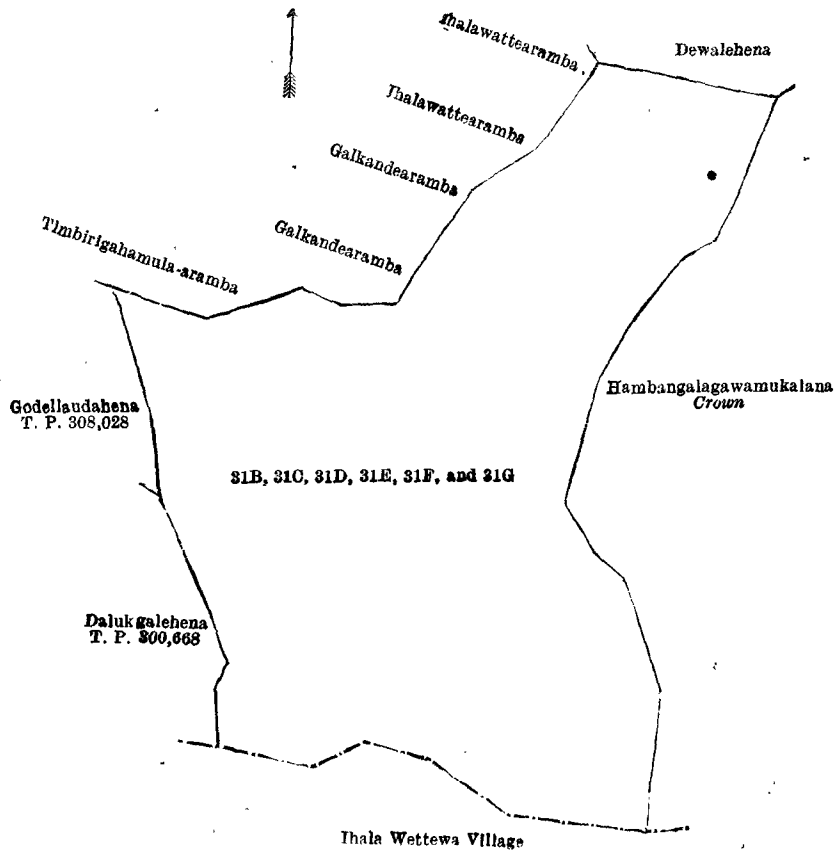 Ihalawattearamba
Dewalehena
Ihalawattearamba
Galkandearamba
Galkandearamba
Timbirigahamula-aramba
Hambangalagawamukalana
Crown
Godellaudahena
T. P. 308,028
31B, 31C, 31D, 31E, 31F, and 31G
Dalukgalehena
T. P. 300,668
Ihala Wettewa Village